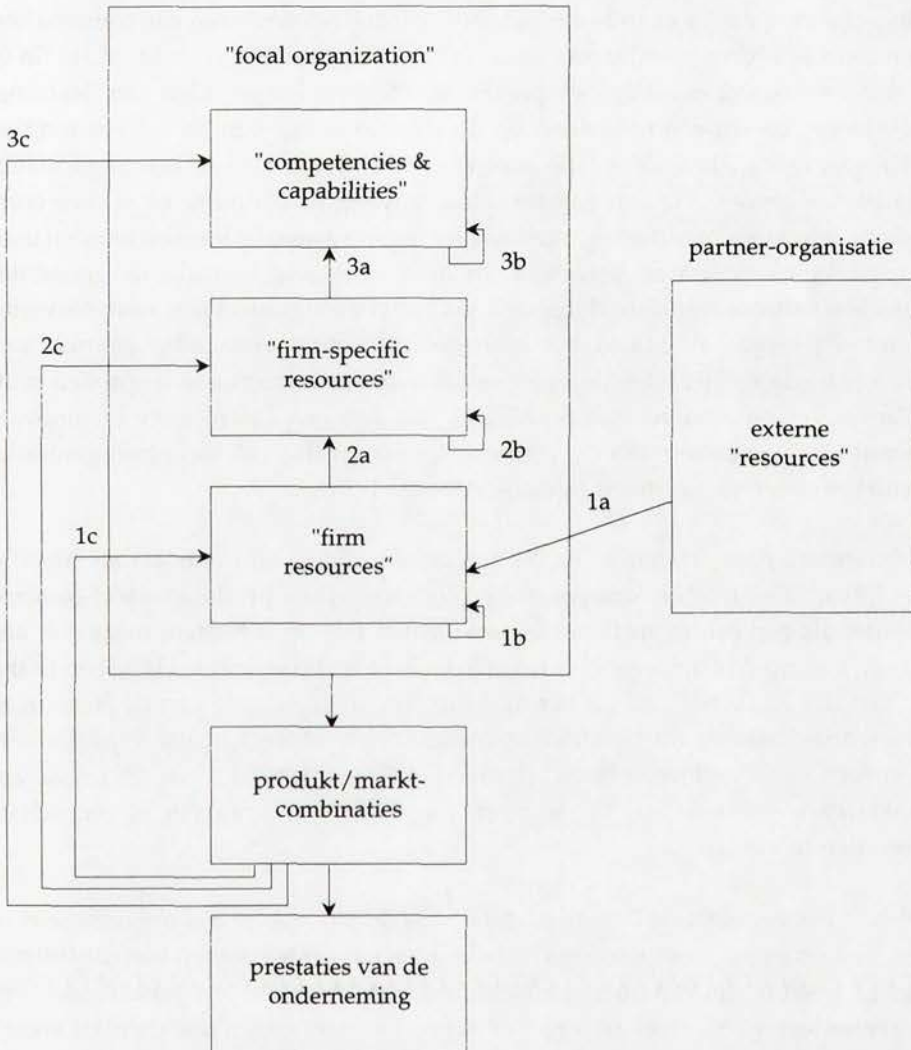 "focal organization"
3c
"competencies &
capabilities"
3b
partner-organisatie
3a
2c
"firm-specific
resources"
2b
externe
"resources"
2a
1a
1c
"firm
resources"
1b
produkt/markt-
combinaties
prestaties van de
onderneming